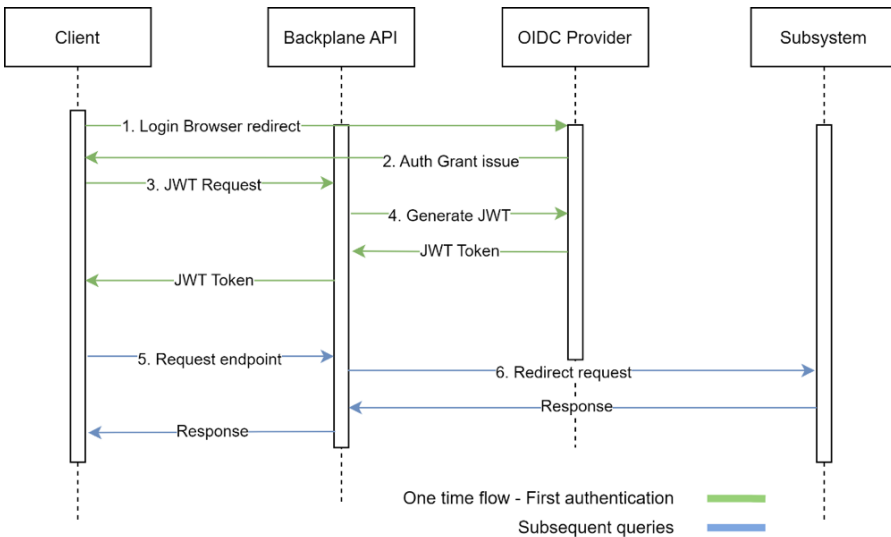 Client
Backplane API
OIDC Provider
Subsystem
1. Login Browser redirect
2. Auth Grant issue
3. JWT Request
4. Generate JWT
JWT Token
JWT Token
5. Request endpoint
6. Redirect request
Response
Response
One time flow - First authentication
Subsequent queries